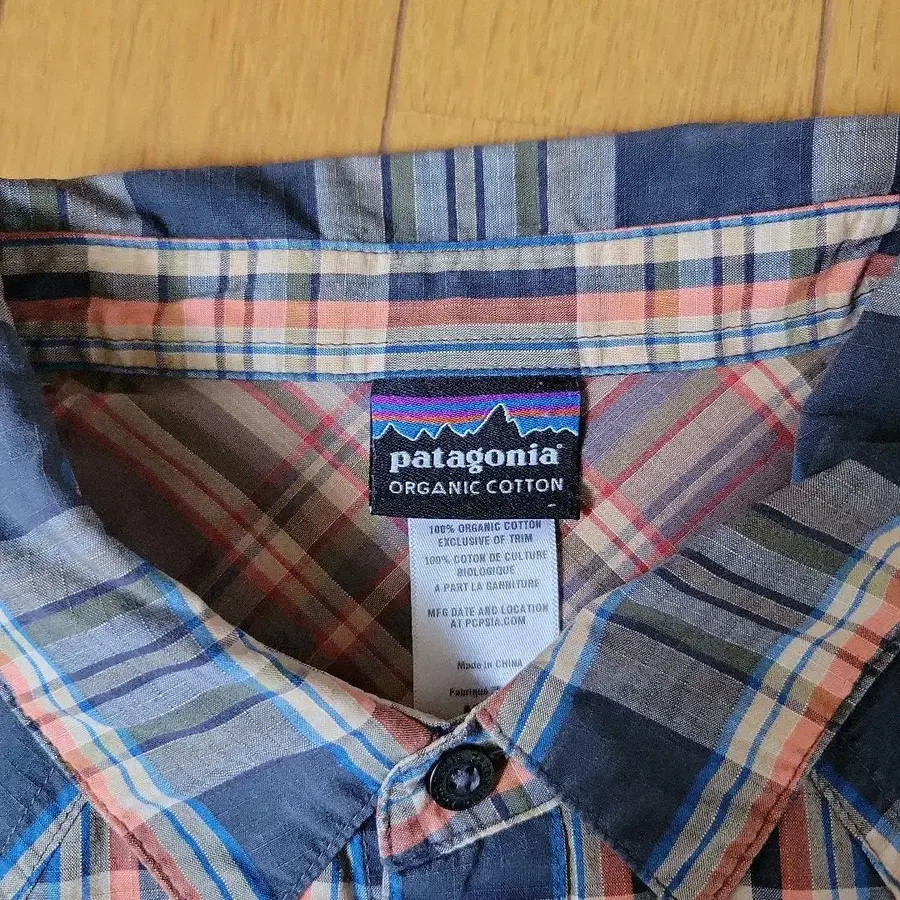 patagonia®
ORGANIC COTTON
100% ORGANIC COTTON
EXCLUSIVE OF TRIM
100% COTON DE CULTURE
BIOLOGIQUE
A PART LA GARNITURE
MFG DATE AND LOCATION
AT PCPSIA.COM
Made in CHINA
Fabriqué